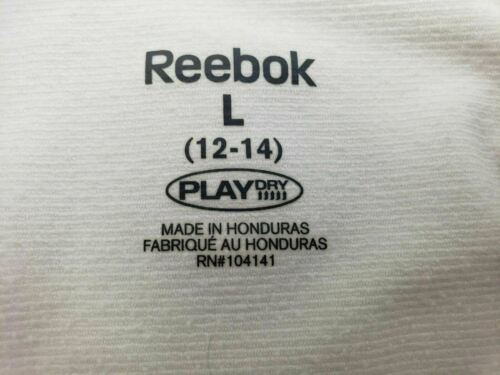 Reebok
L
(12-14)
PLAYDRY
MADE IN HONDURAS
FABRIQUÉ AU HONDURAS
RN#104141